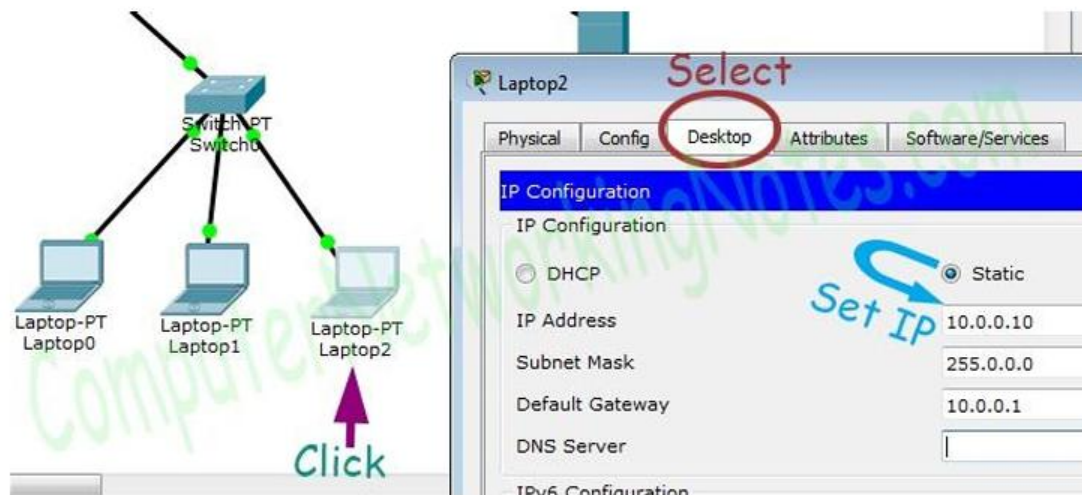 Switch-PT
Switch0
Laptop-PT
Laptop0
Laptop-PT
Laptop1
Laptop-PT
Laptop2
Click
Laptop2
Select
Physical Config Desktop Attributes Software/Services
IP Configuration
IP Configuration
DHCP Static
Set IP
IP Address 10.0.0.10
Subnet Mask 255.0.0.0
Default Gateway 10.0.0.1
DNS Server
IPv6 Configuration
ComputerNetworkingNotes.com